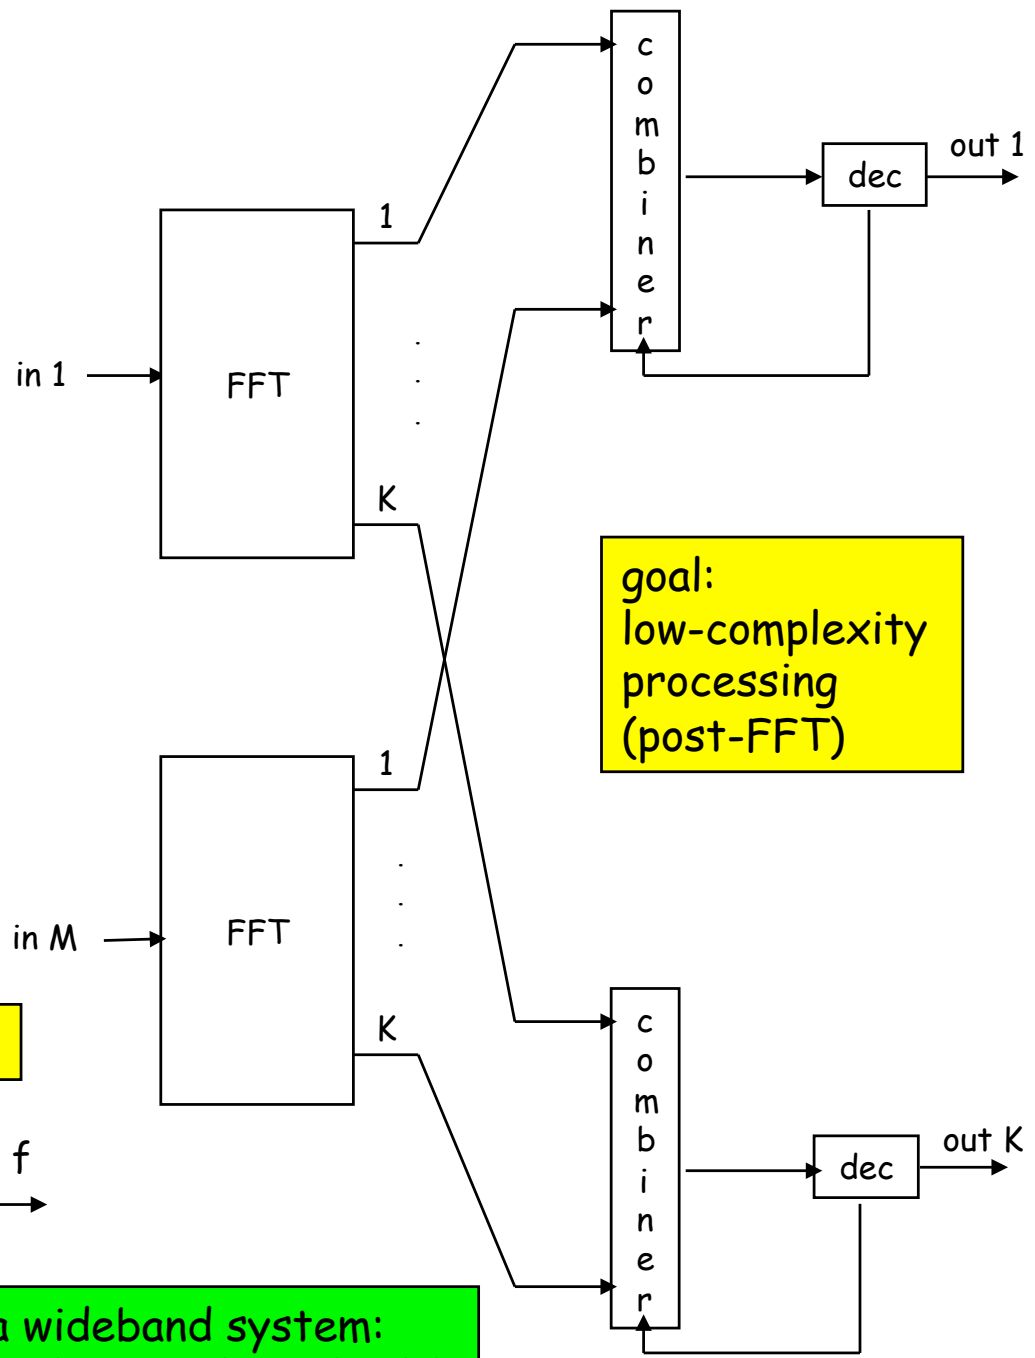 combiner
out 1
dec
1
in 1
FFT
K
goal:
low-complexity
processing
(post-FFT)
1
in M
FFT
K
combiner
f
dec
out K
a wideband system: